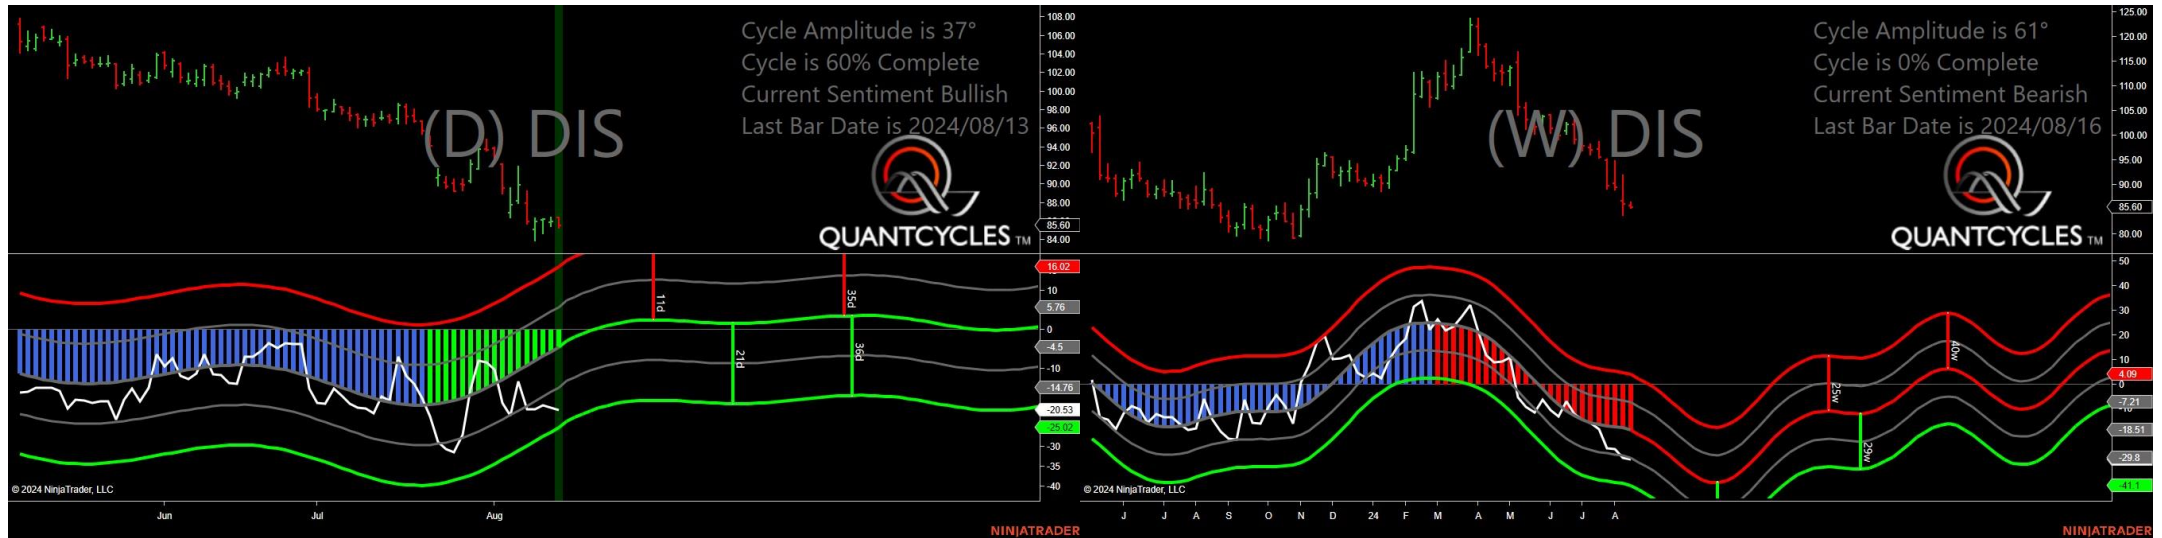 Cycle Amplitude is 37°
Cycle is 60% Complete
Current Sentiment Bullish
Last Bar Date is 2024/08/13
(D) DIS
QUANTCYCLES TM
108.00
106.00
104.00
102.00
100.00
98.00
96.00
94.00
92.00
90.00
88.00
85.60
84.00
16.02
10
5.76
0
-4.5
-10
-14.76
-20.53
-25.02
-30
-35
-40
11d
21d
35d
36d
© 2024 NinjaTrader, LLC
Jun
Jul
Aug
NINJATRADER
Cycle Amplitude is 61°
Cycle is 0% Complete
Current Sentiment Bearish
Last Bar Date is 2024/08/16
(W) DIS
QUANTCYCLES TM
125.00
120.00
115.00
110.00
105.00
100.00
95.00
90.00
85.60
80.00
50
40
30
20
10
4.09
0
-7.21
-18.51
-29.8
-41.1
25w
29w
40w
© 2024 NinjaTrader, LLC
J
J
A
S
O
N
D
24
F
M
A
M
J
J
A
NINJATRADER